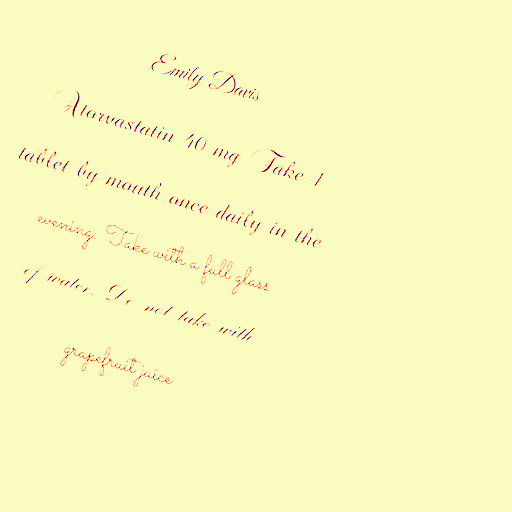 Emily Davis
Atorvastatin 40 mg Take 1
tablet by mouth once daily in the
evening. Take with a full glass
of water. Do not take with
grapefruit juice